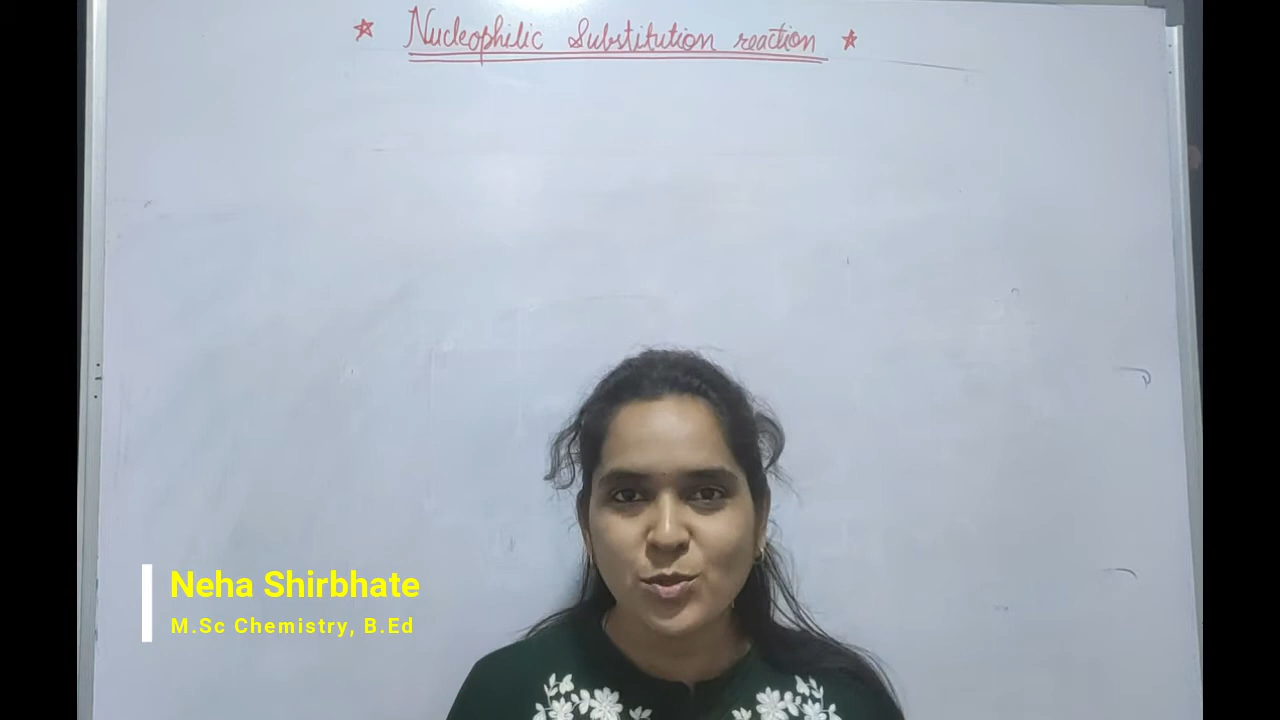 ☆ Nucleophilic Substitution reaction ☆
Neha Shirbhate
M.Sc Chemistry, B.Ed